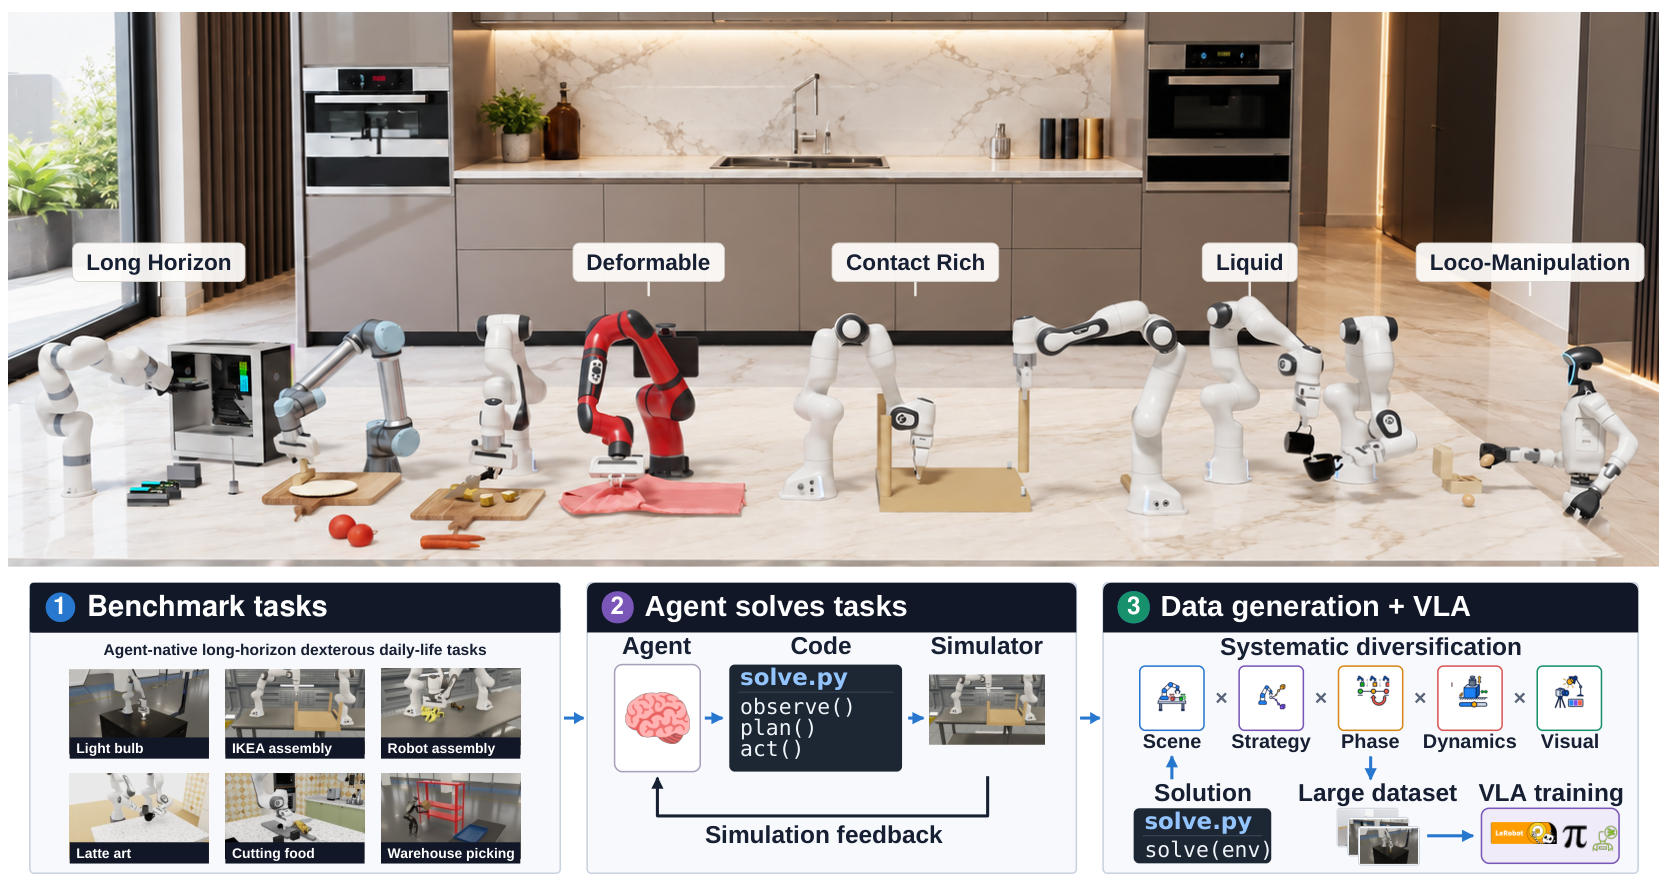 Long Horizon
Deformable
Contact Rich
Liquid
Loco-Manipulation
1 Benchmark tasks
Agent-native long-horizon dexterous daily-life tasks
Light bulb
IKEA assembly
Robot assembly
Latte art
Cutting food
Warehouse picking
2 Agent solves tasks
Agent
Code
Simulator
solve.py
observe()
plan()
act()
Simulation feedback
3 Data generation + VLA
Systematic diversification
× × × ×
Scene
Strategy
Phase
Dynamics
Visual
Solution
Large dataset
VLA training
solve.py
solve(env)
LeRobot
π